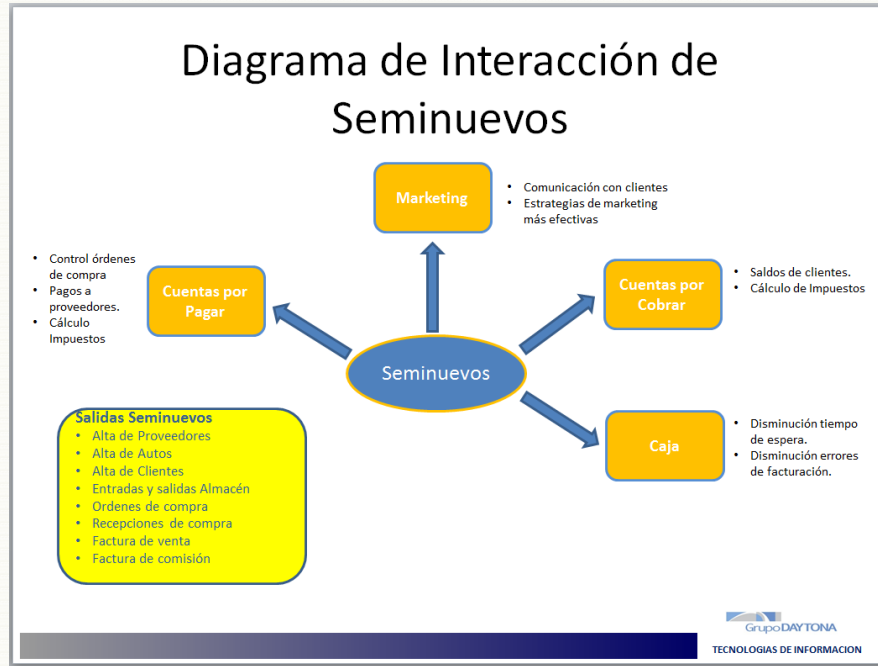 Diagrama de Interacción de
Seminuevos
Marketing
• Comunicación con clientes
• Estrategias de marketing
más efectivas
• Control órdenes
de compra
• Pagos a
proveedores.
• Cálculo
Impuestos
Cuentas por
Pagar
Cuentas por
Cobrar
• Saldos de clientes.
• Cálculo de Impuestos
Seminuevos
Caja
• Disminución tiempo
de espera.
• Disminución errores
de facturación.
Salidas Seminuevos
• Alta de Proveedores
• Alta de Autos
• Alta de Clientes
• Entradas y salidas Almacén
• Ordenes de compra
• Recepciones de compra
• Factura de venta
• Factura de comisión
GrupoDAYTONA
TECNOLOGIAS DE INFORMACION